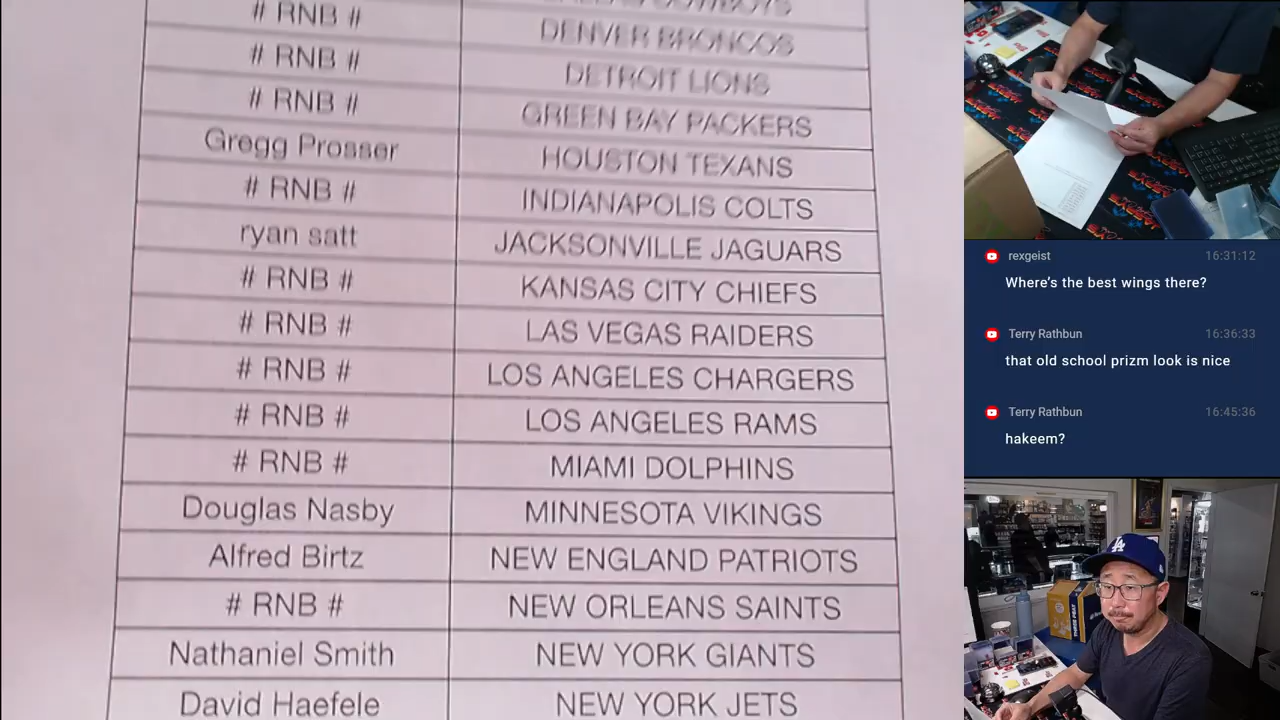 # RNB # COWBOYS
# RNB # DENVER BRONCOS
# RNB # DETROIT LIONS
# RNB # GREEN BAY PACKERS
Gregg Prosser HOUSTON TEXANS
# RNB # INDIANAPOLIS COLTS
ryan satt JACKSONVILLE JAGUARS
# RNB # KANSAS CITY CHIEFS
# RNB # LAS VEGAS RAIDERS
# RNB # LOS ANGELES CHARGERS
# RNB # LOS ANGELES RAMS
# RNB # MIAMI DOLPHINS
Douglas Nasby MINNESOTA VIKINGS
Alfred Birtz NEW ENGLAND PATRIOTS
# RNB # NEW ORLEANS SAINTS
Nathaniel Smith NEW YORK GIANTS
David Haefele NEW YORK JETS
rexgeist 16:31:12
Where's the best wings there?
Terry Rathbun 16:36:33
that old school prizm look is nice
Terry Rathbun 16:45:36
hakeem?
LA